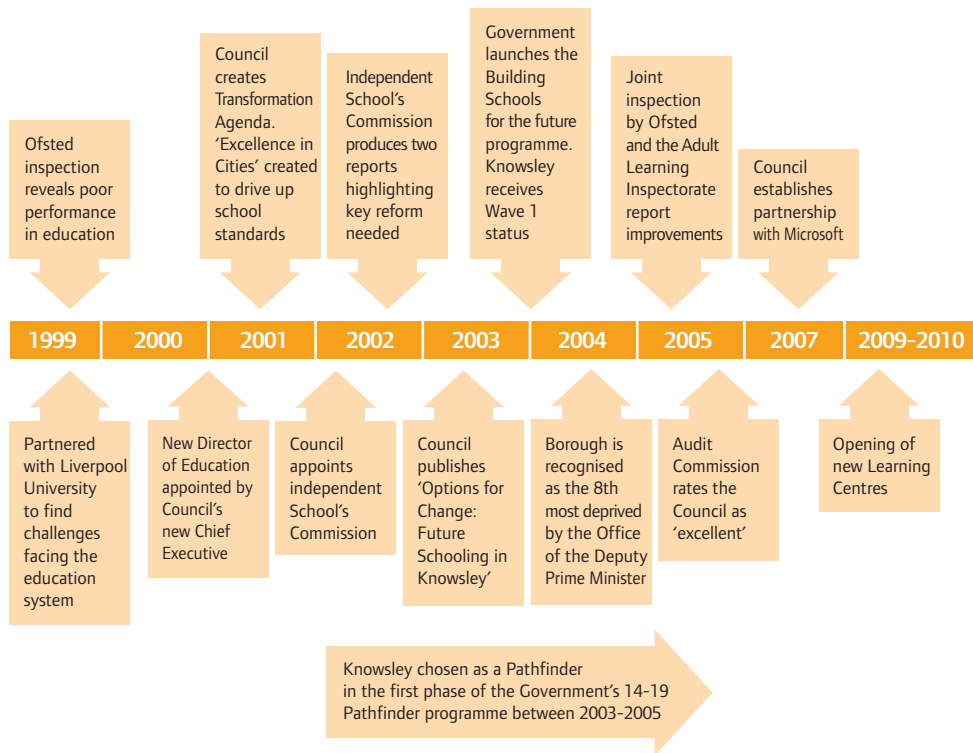 Ofsted
inspection
reveals poor
performance
in education
Council
creates
Transformation
Agenda.
‘Excellence in
Cities’ created
to drive up
school
standards
Independent
School’s
Commission
produces two
reports
highlighting
key reform
needed
Government
launches the
Building
Schools
for the future
programme.
Knowsley
receives
Wave 1
status
Joint
inspection
by Ofsted
and the Adult
Learning
Inspectorate
report
improvements
Council
establishes
partnership
with Microsoft
1999
2000
2001
2002
2003
2004
2005
2007
2009-2010
Partnered
with Liverpool
University
to find
challenges
facing the
education
system
New Director
of Education
appointed by
Council’s
new Chief
Executive
Council
appoints
independent
School’s
Commission
Council
publishes
‘Options for
Change:
Future
Schooling in
Knowsley’
Borough is
recognised
as the 8th
most deprived
by the Office
of the Deputy
Prime Minister
Audit
Commission
rates the
Council as
‘excellent’
Opening of
new Learning
Centres
Knowsley chosen as a Pathfinder
in the first phase of the Government’s 14-19
Pathfinder programme between 2003-2005